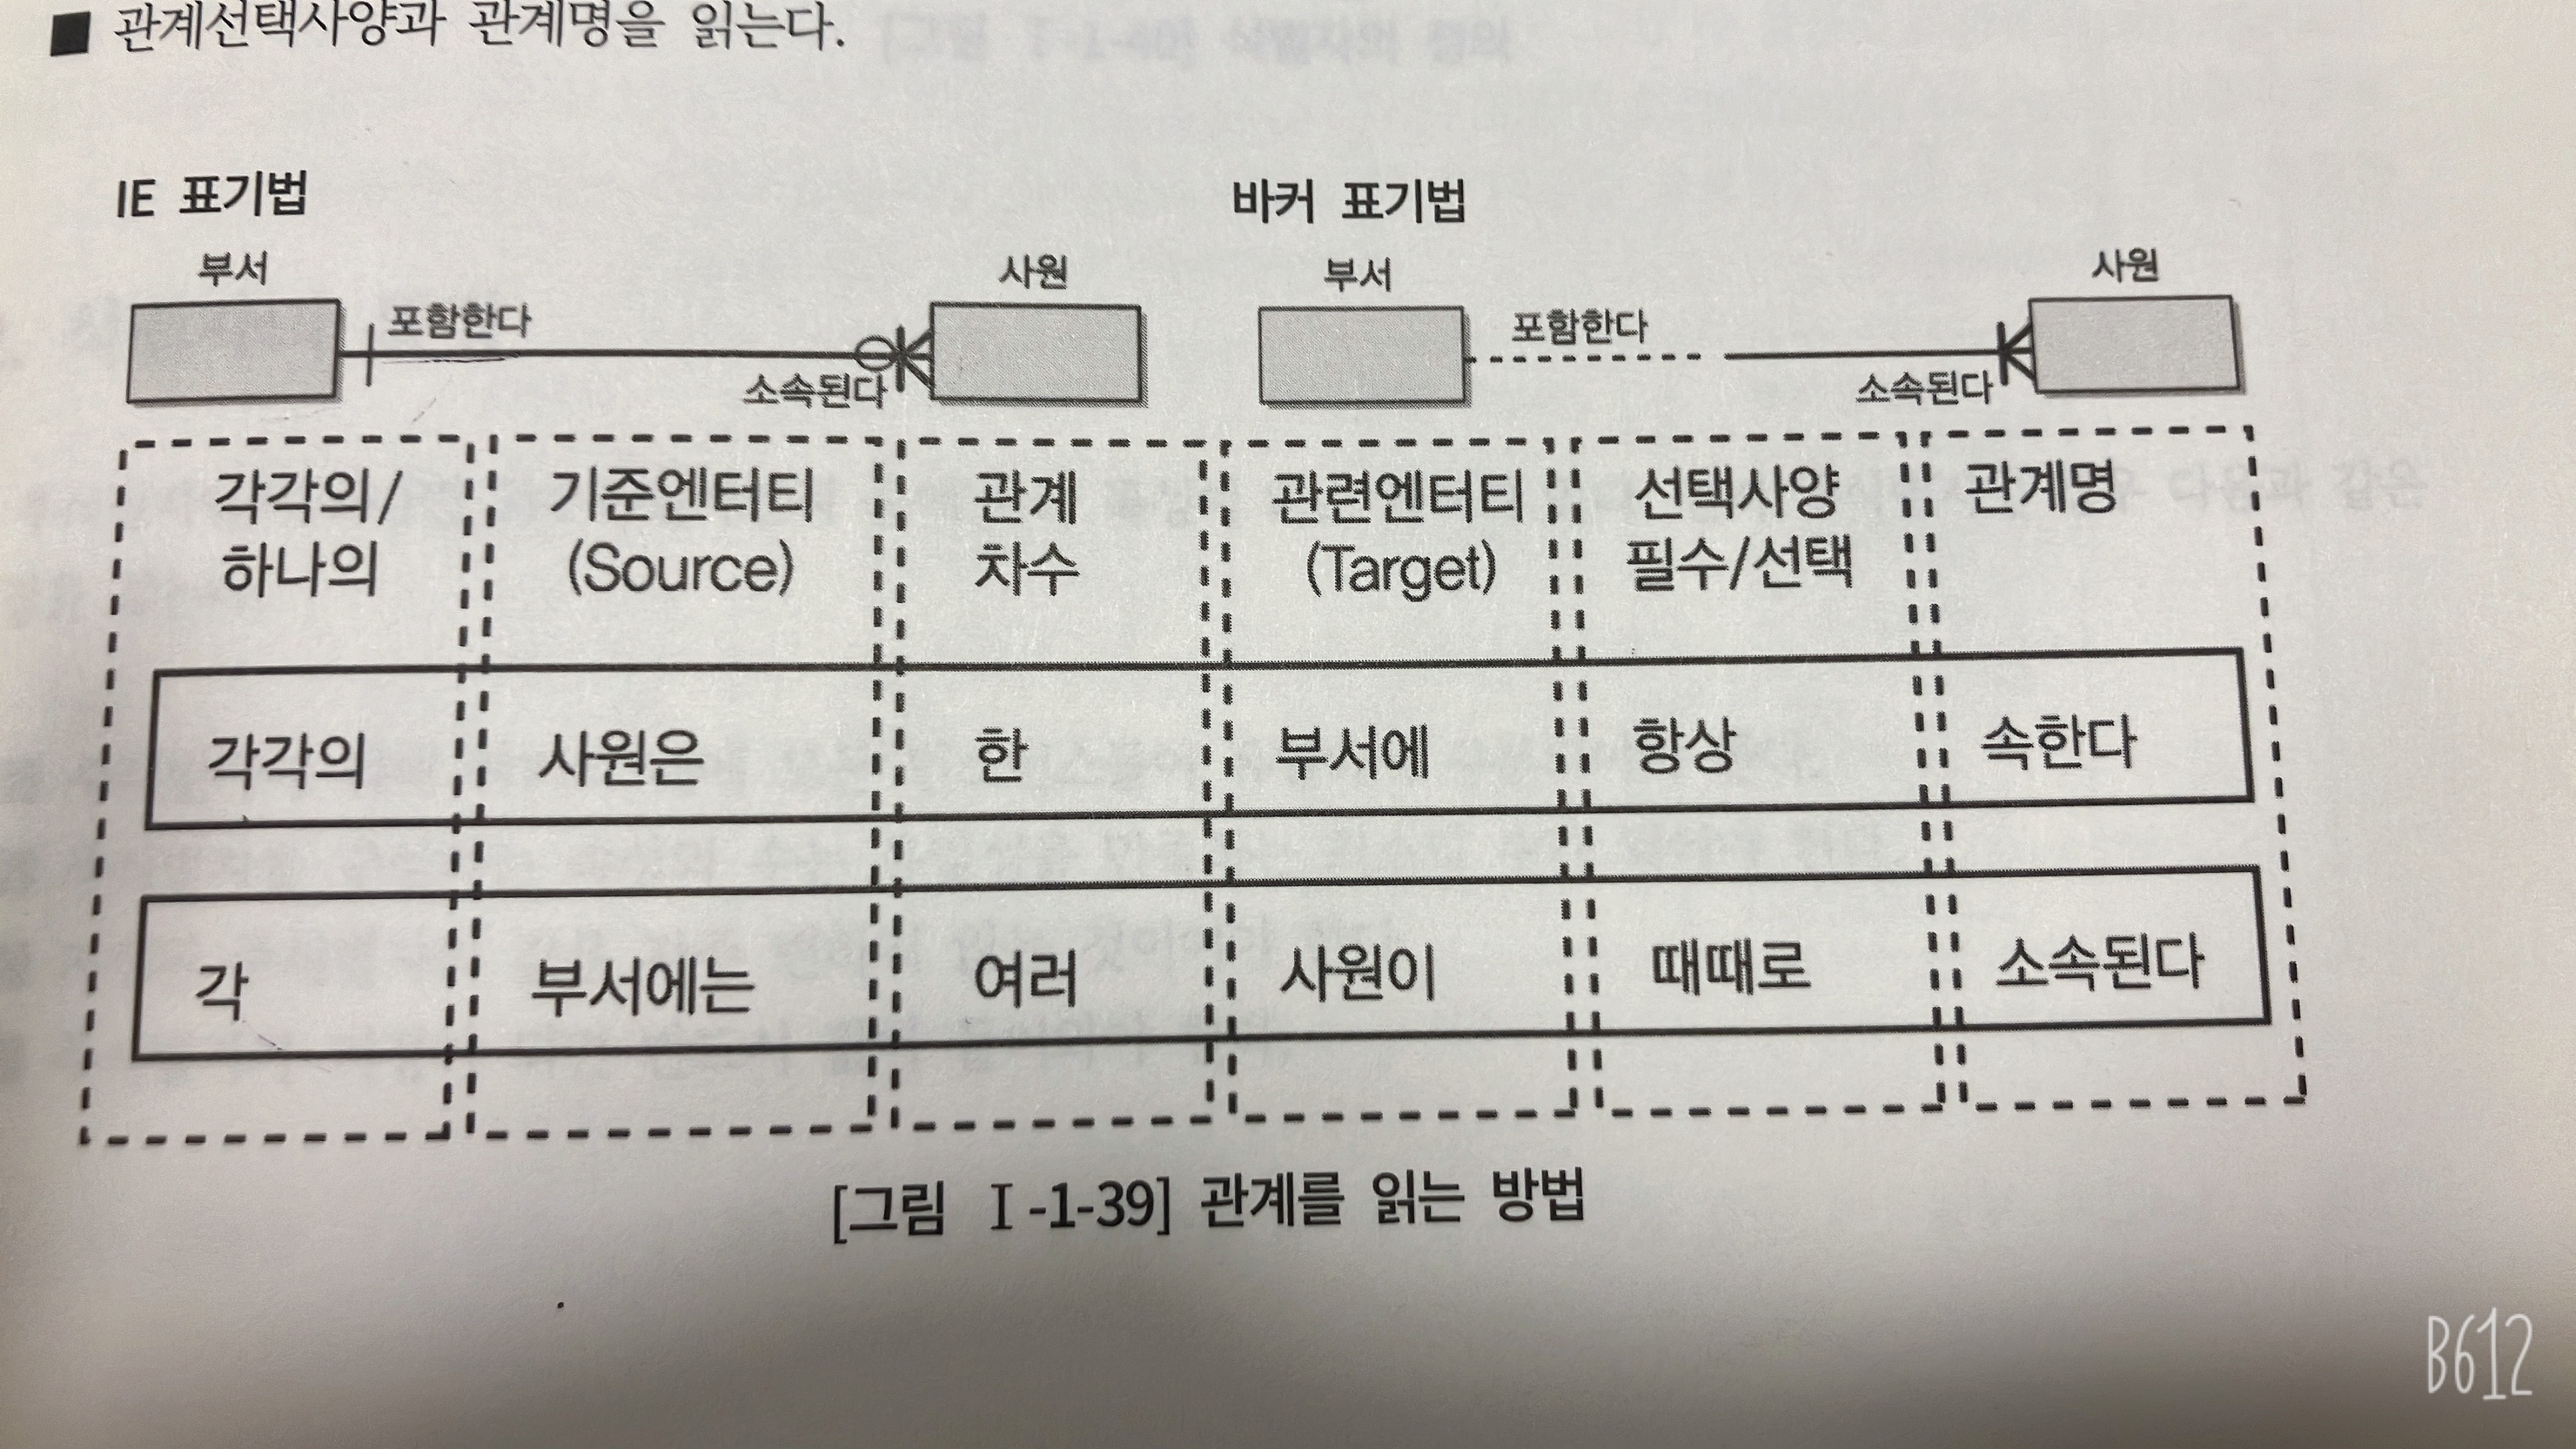 ■ 관계선택사양과 관계명을 읽는다.
IE 표기법
바커 표기법
부서
사원
부서
사원
포함한다
소속된다
포함한다
소속된다
각각의/
하나의
기준엔터티
(Source)
관계
차수
관련엔터티
(Target)
선택사양
필수/선택
관계명
각각의 사원은 한 부서에 항상 속한다
각 부서에는 여러 사원이 때때로 소속된다
[그림 Ⅰ-1-39] 관계를 읽는 방법
B612